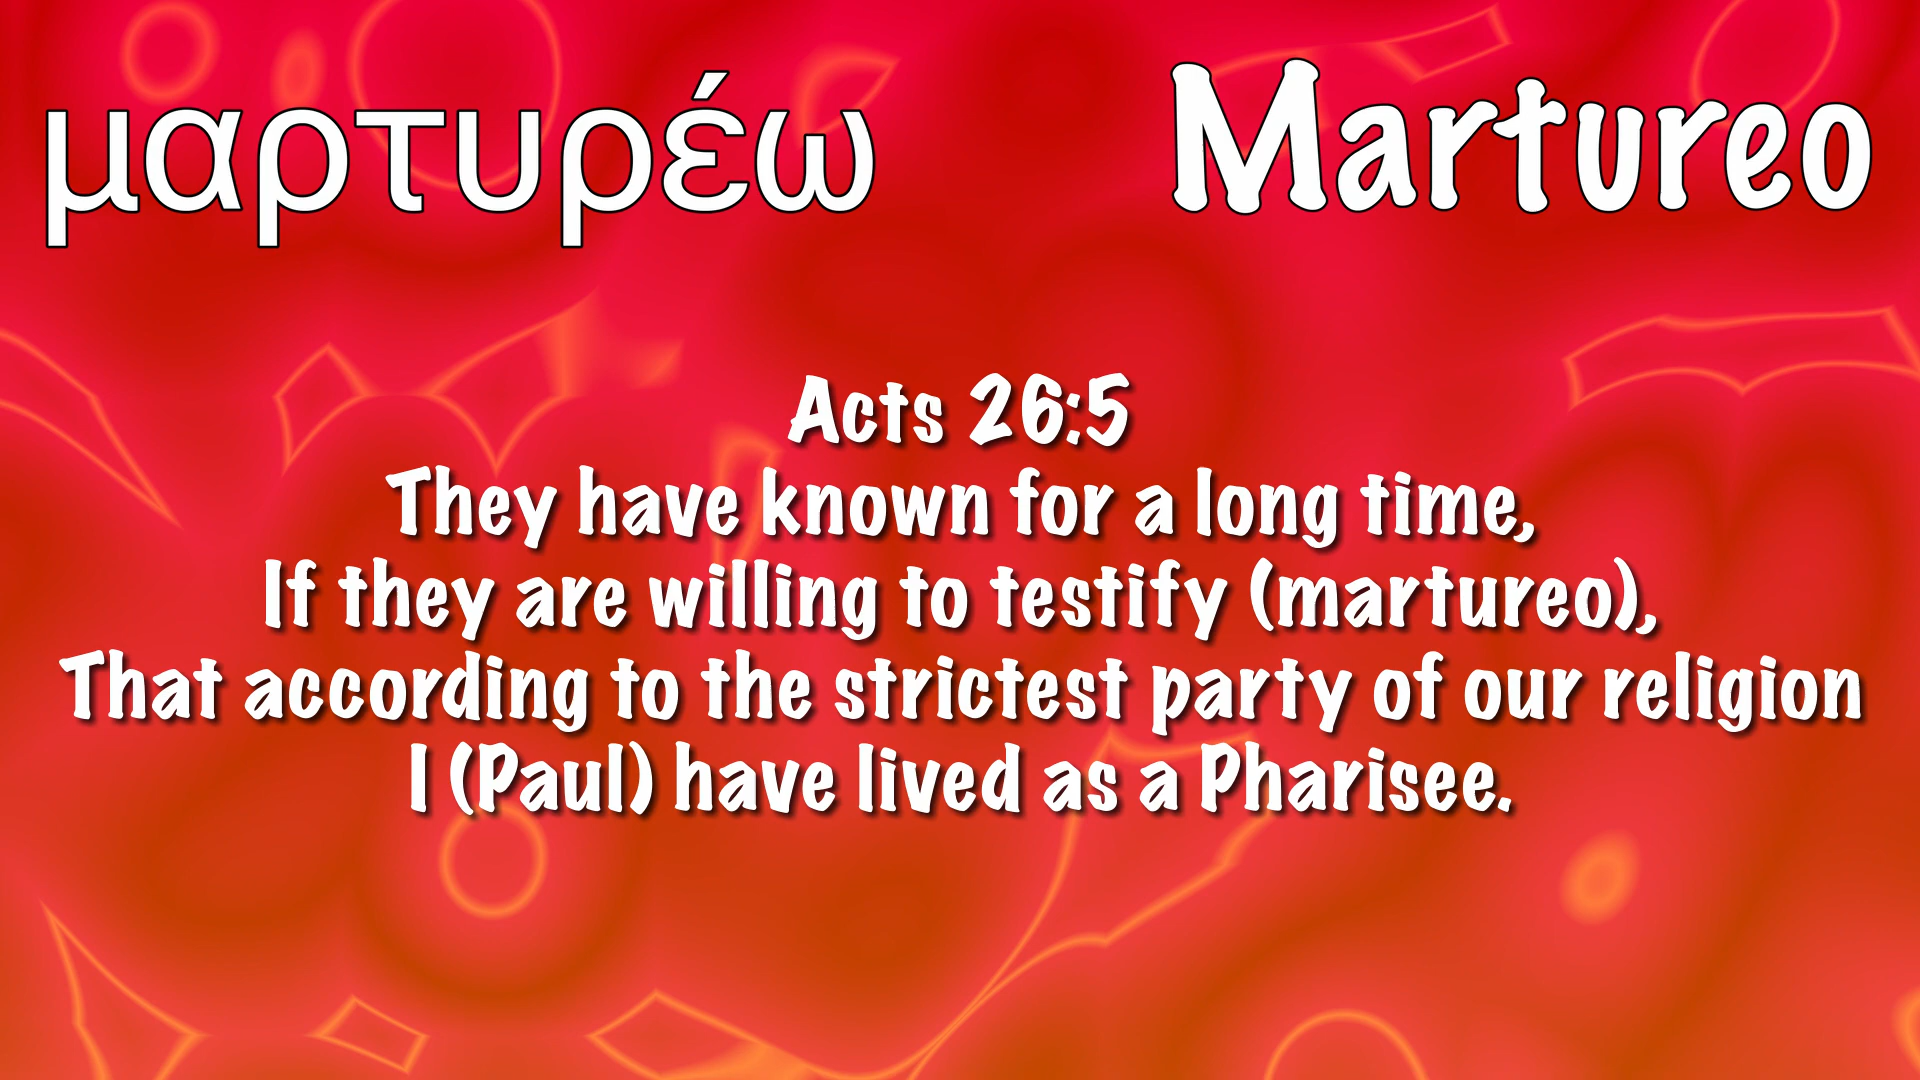 μαρτυρέω Martureo
Acts 26:5
They have known for a long time,
If they are willing to testify (martureo),
That according to the strictest party of our religion
I (Paul) have lived as a Pharisee.